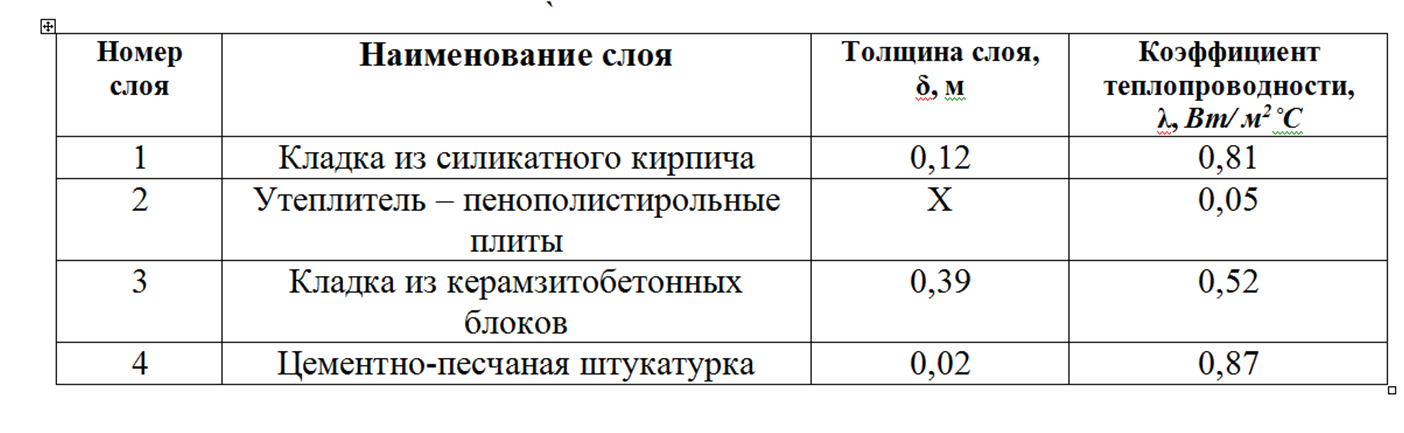 Номер слоя
Наименование слоя
Толщина слоя, δ, м
Коэффициент теплопроводности, λ, Вт/ м² °С
1
Кладка из силикатного кирпича
0,12
0,81
2
Утеплитель – пенополистирольные
плиты
Х
0,05
3
Кладка из керамзитобетонных
блоков
0,39
0,52
4
Цементно-песчаная штукатурка
0,02
0,87